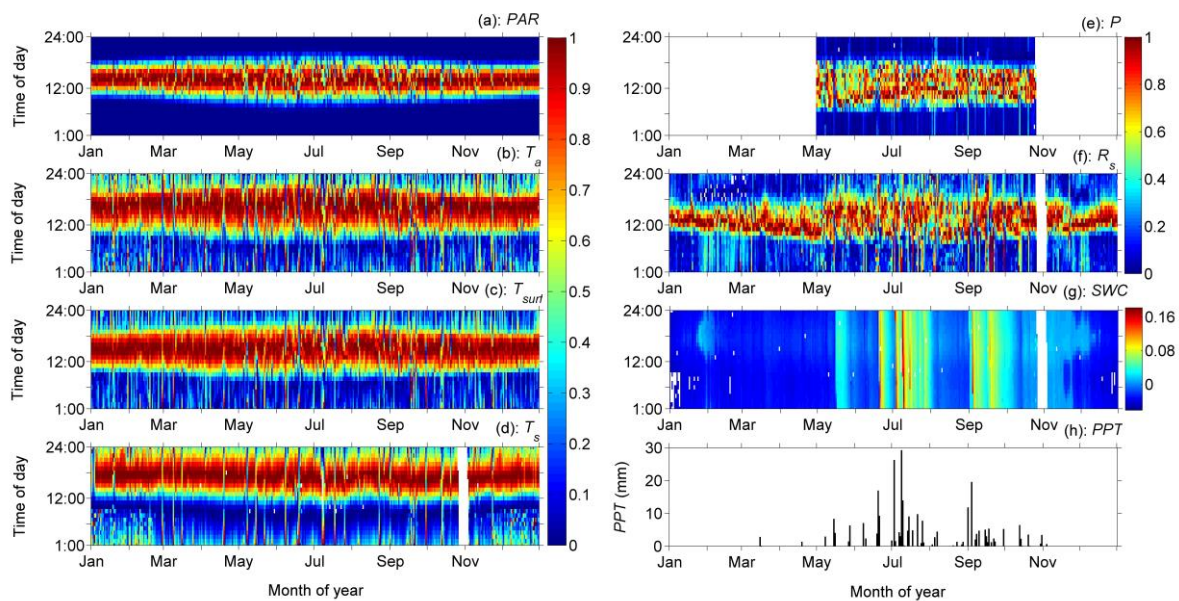 (a): PAR
24:00
12:00
1:00
Time of day
Jan Mar May Jul Sep Nov
(b): Ta
24:00
12:00
1:00
Time of day
Jan Mar May Jul Sep Nov
(c): Tsurf
24:00
12:00
1:00
Time of day
Jan Mar May Jul Sep Nov
(d): Ts
24:00
12:00
1:00
Time of day
Jan Mar May Jul Sep Nov
Month of year
1
0.9
0.8
0.7
0.6
0.5
0.4
0.3
0.2
0.1
0
(e): P
24:00
12:00
1:00
Jan Mar May Jul Sep Nov
(f): Rs
24:00
12:00
1:00
Jan Mar May Jul Sep Nov
1
0.8
0.6
0.4
0.2
0
(g): SWC
24:00
12:00
1:00
Jan Mar May Jul Sep Nov
0.16
0.08
0
(h): PPT
30
20
10
0
PPT (mm)
Jan Mar May Jul Sep Nov
Month of year